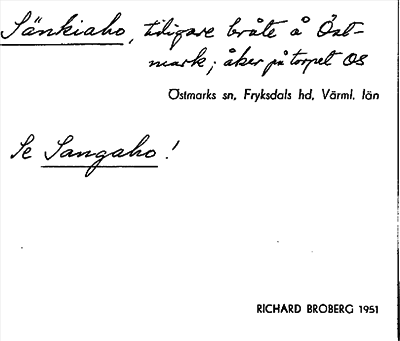 Sänkiaho, tidigare bråte å Öst-
mark; åker på torpet OS
Östmarks sn, Fryksdals hd, Värml. län
Se Sangaho!
RICHARD BROBERG 1951